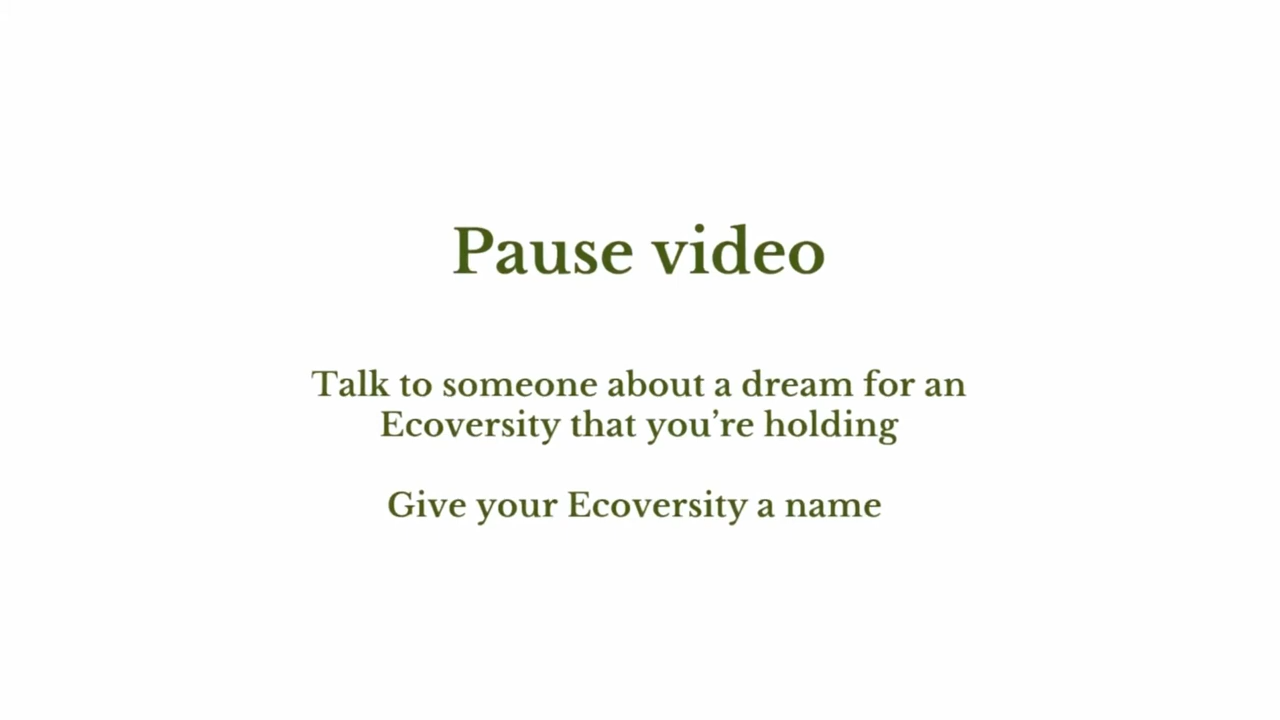 Pause video
Talk to someone about a dream for an
Ecoversity that you’re holding
Give your Ecoversity a name